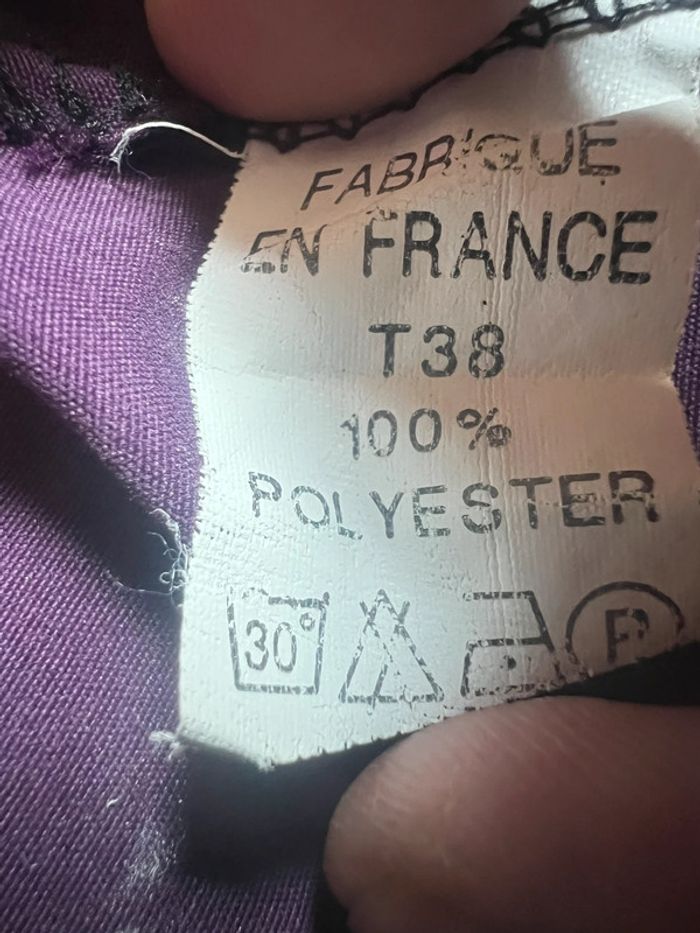 FABRIQUE
EN FRANCE
T38
100%
POLYESTER
30°
P